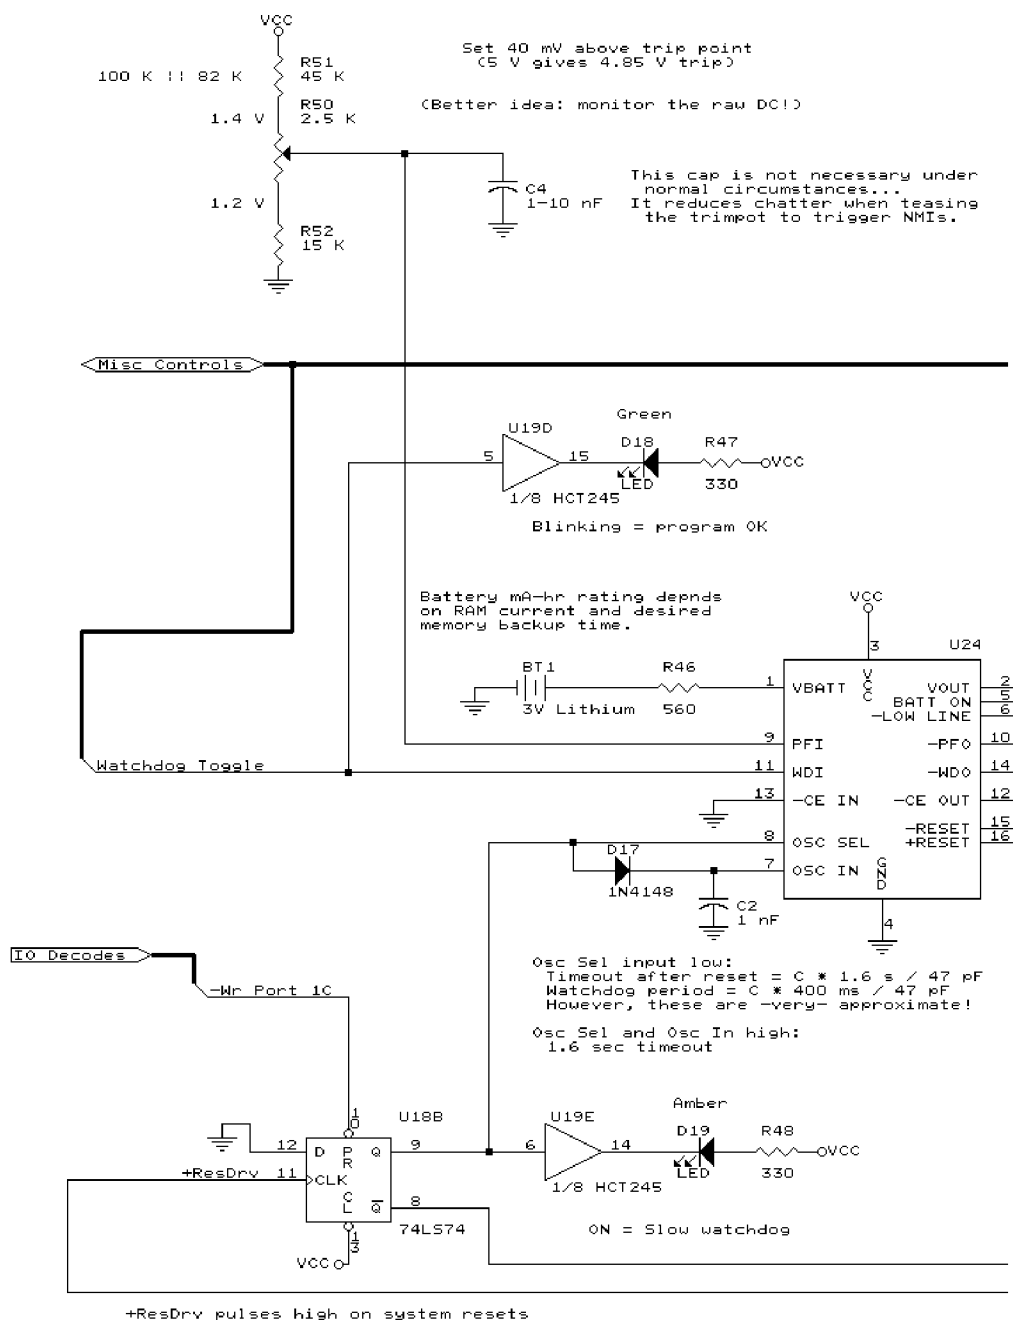 VCC
Set 40 mV above trip point
(5 V gives 4.85 V trip)
R51
100 K || 82 K
45 K
R50
(Better idea: monitor the raw DC!)
1.4 V
2.5 K
This cap is not necessary under
normal circumstances...
It reduces chatter when teasing
the trimpot to trigger NMIs.
C4
1-10 nF
1.2 V
R52
15 K
Misc Controls
Green
U19D
D18
R47
5
15
VCC
LED
330
1/8 HCT245
Blinking = program OK
Battery mA-hr rating depnds
on RAM current and desired
memory backup time.
VCC
3
U24
BT1
R46
1
VBATT
VCC
VOUT
2
BATT ON
5
3V Lithium
560
-LOW LINE
6
9
PFI
-PFO
10
Watchdog Toggle
11
WDI
-WDO
14
13
-CE IN
-CE OUT
12
-RESET
15
8
OSC SEL
+RESET
16
D17
7
OSC IN
GND
1N4148
C2
1 nF
4
IO Decodes
Osc Sel input low:
Timeout after reset = C * 1.6 s / 47 pF
Watchdog period = C * 400 ms / 47 pF
However, these are -very- approximate!
-Wr Port 1C
Osc Sel and Osc In high:
1.6 sec timeout
Amber
10
U18B
U19E
D19
R48
12
D
PR
Q
9
6
14
VCC
+ResDrv
11
CLK
LED
330
1/8 HCT245
CL
Q
8
13
74LS74
ON = Slow watchdog
VCC
+ResDrv pulses high on system resets